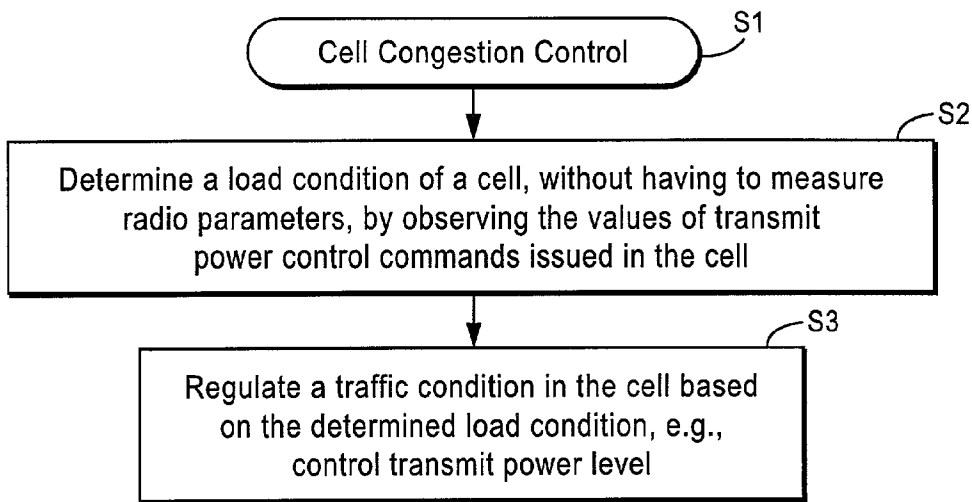 S1
Cell Congestion Control
S2
Determine a load condition of a cell, without having to measure
radio parameters, by observing the values of transmit
power control commands issued in the cell
S3
Regulate a traffic condition in the cell based
on the determined load condition, e.g.,
control transmit power level